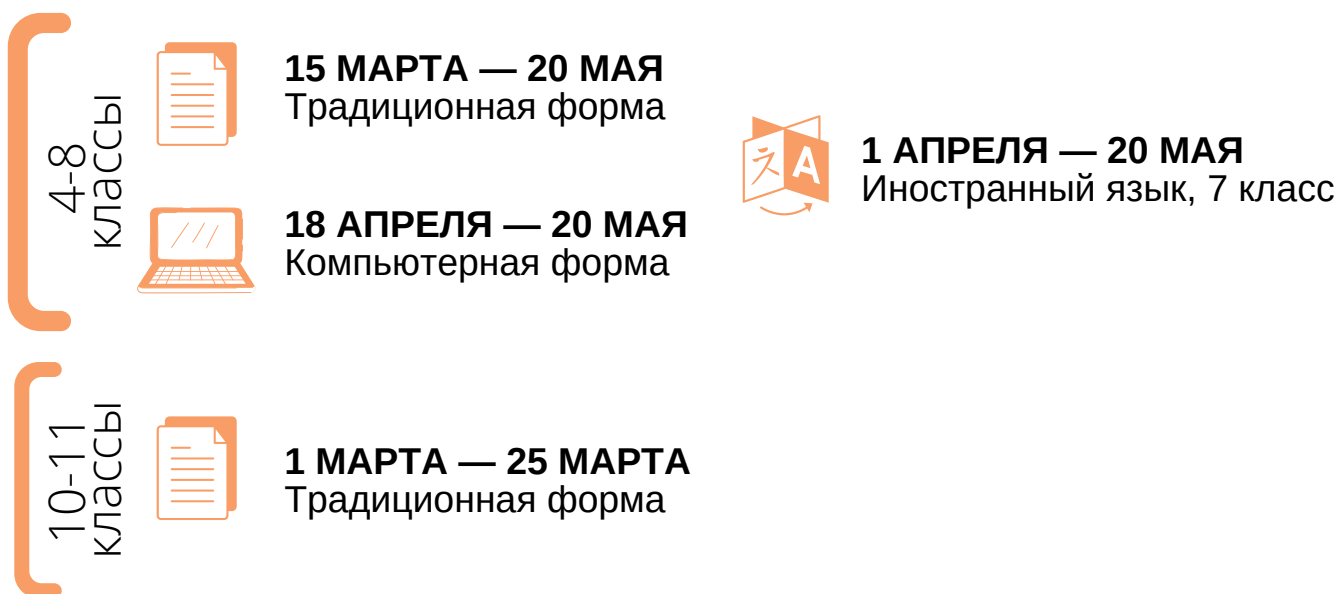 4-8
классы
15 МАРТА — 20 МАЯ
Традиционная форма
18 АПРЕЛЯ — 20 МАЯ
Компьютерная форма
A
1 АПРЕЛЯ — 20 МАЯ
Иностранный язык, 7 класс
10-11
классы
1 МАРТА — 25 МАРТА
Традиционная форма